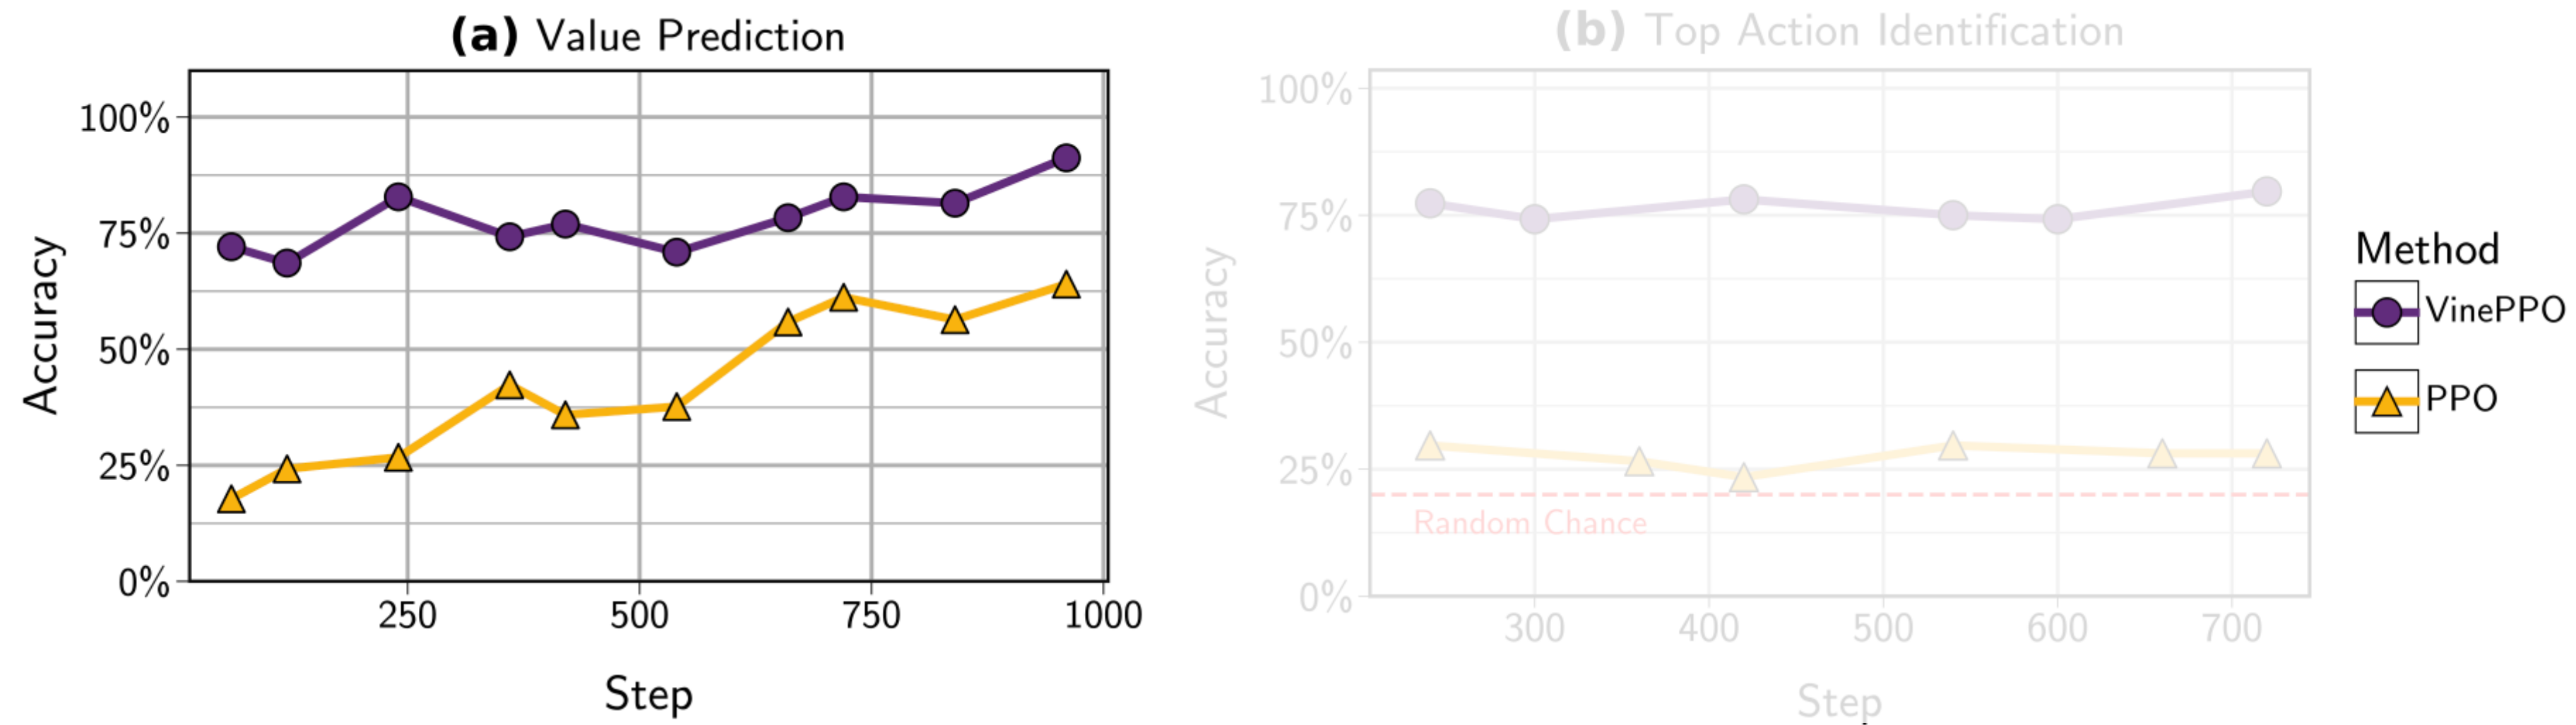 (a) Value Prediction
100%
75%
50%
25%
0%
Accuracy
250 500 750 1000
Step
(b) Top Action Identification
100%
75%
50%
25%
0%
Accuracy
Random Chance
300 400 500 600 700
Step
Method
VinePPO
PPO